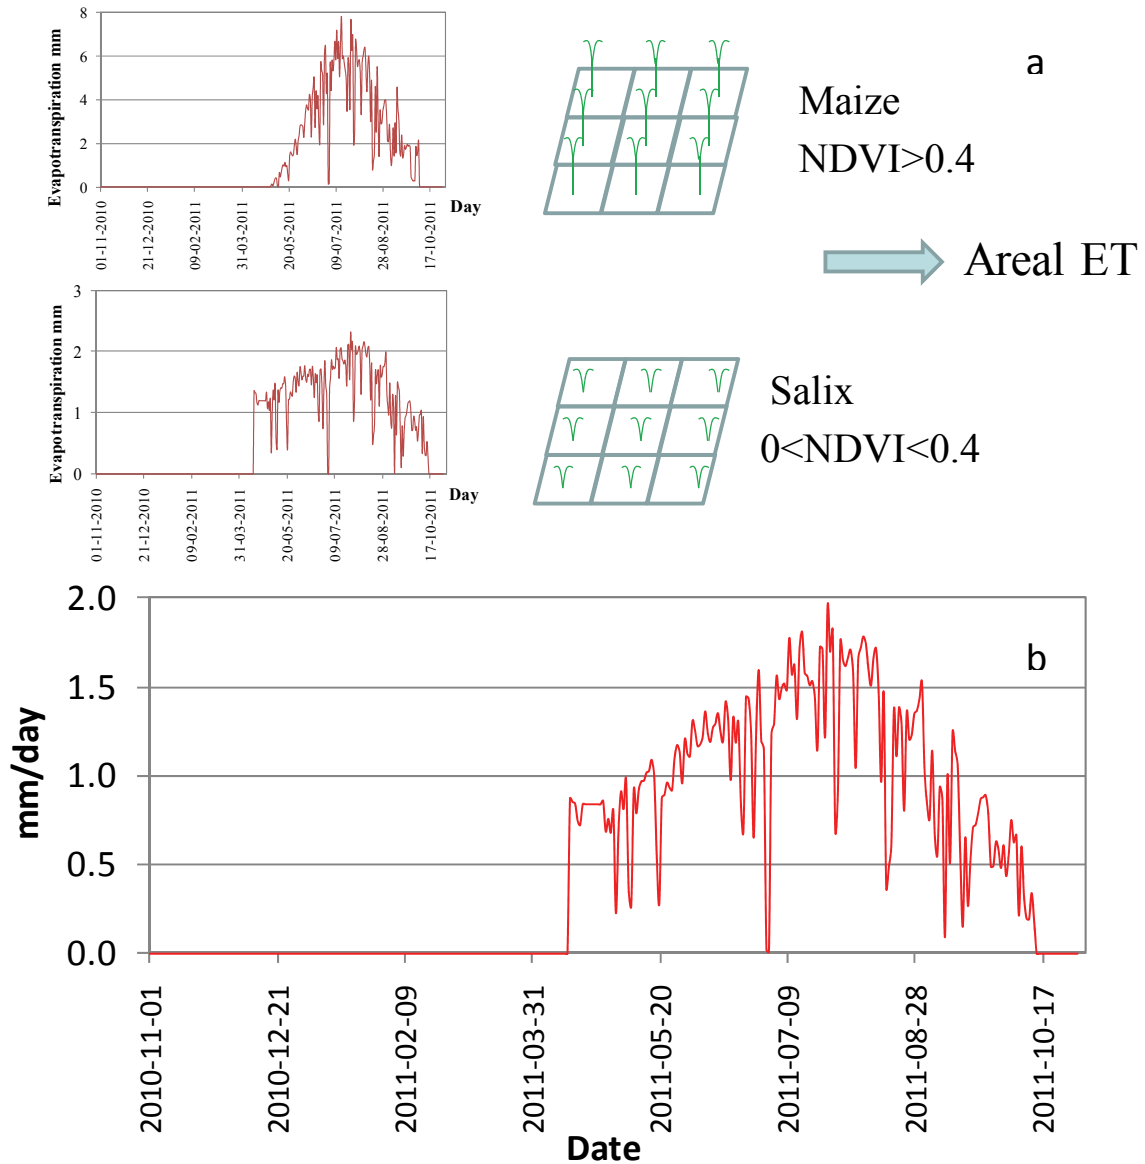 a
Evapotranspiration mm
8
6
4
2
0
01-11-2010
21-12-2010
09-02-2011
31-03-2011
20-05-2011
09-07-2011
28-08-2011
17-10-2011
Day
Maize
NDVI>0.4
Areal ET
Evapotranspiration mm
3
2
1
0
01-11-2010
21-12-2010
09-02-2011
31-03-2011
20-05-2011
09-07-2011
28-08-2011
17-10-2011
Day
Salix
0<NDVI<0.4
b
mm/day
2.0
1.5
1.0
0.5
0.0
2010-11-01
2010-12-21
2011-02-09
2011-03-31
2011-05-20
2011-07-09
2011-08-28
2011-10-17
Date